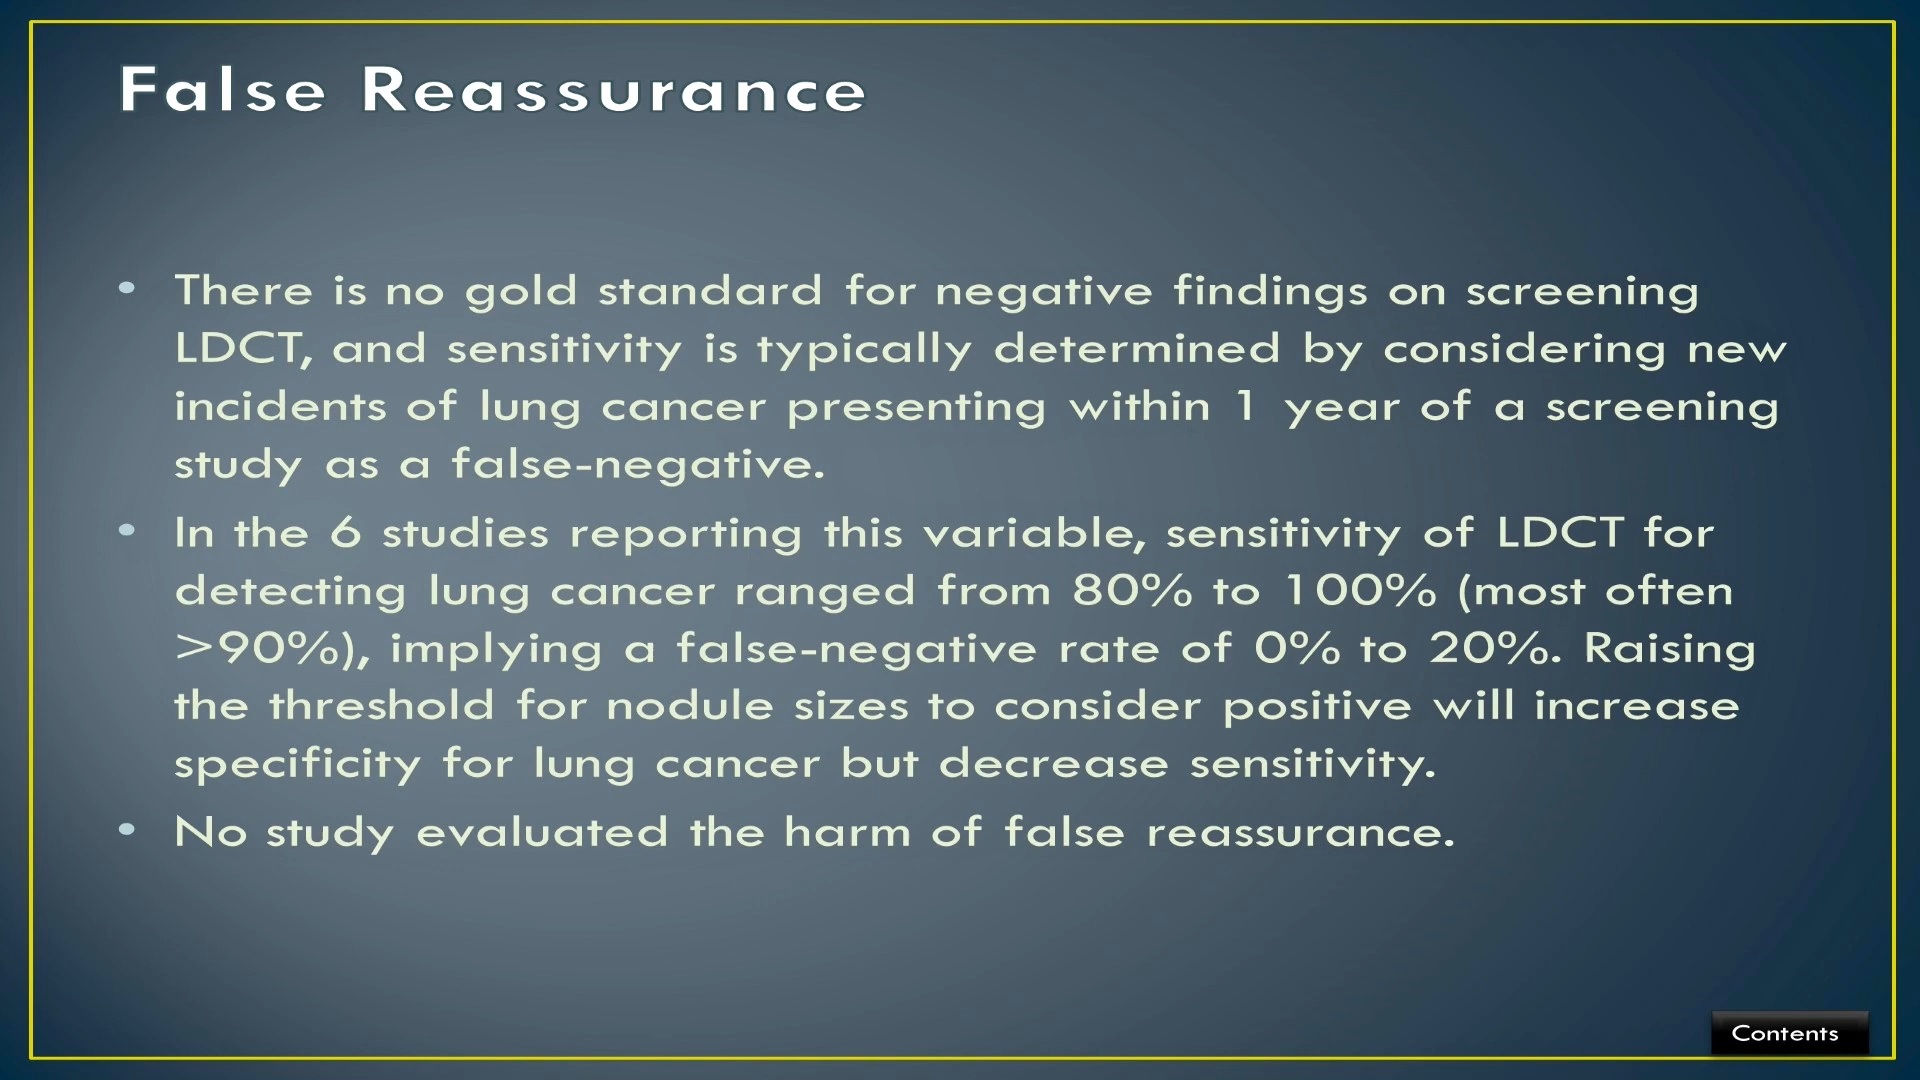 False Reassurance
• There is no gold standard for negative findings on screening
LDCT, and sensitivity is typically determined by considering new
incidents of lung cancer presenting within 1 year of a screening
study as a false-negative.
• In the 6 studies reporting this variable, sensitivity of LDCT for
detecting lung cancer ranged from 80% to 100% (most often
>90%), implying a false-negative rate of 0% to 20%. Raising
the threshold for nodule sizes to consider positive will increase
specificity for lung cancer but decrease sensitivity.
• No study evaluated the harm of false reassurance.
Contents